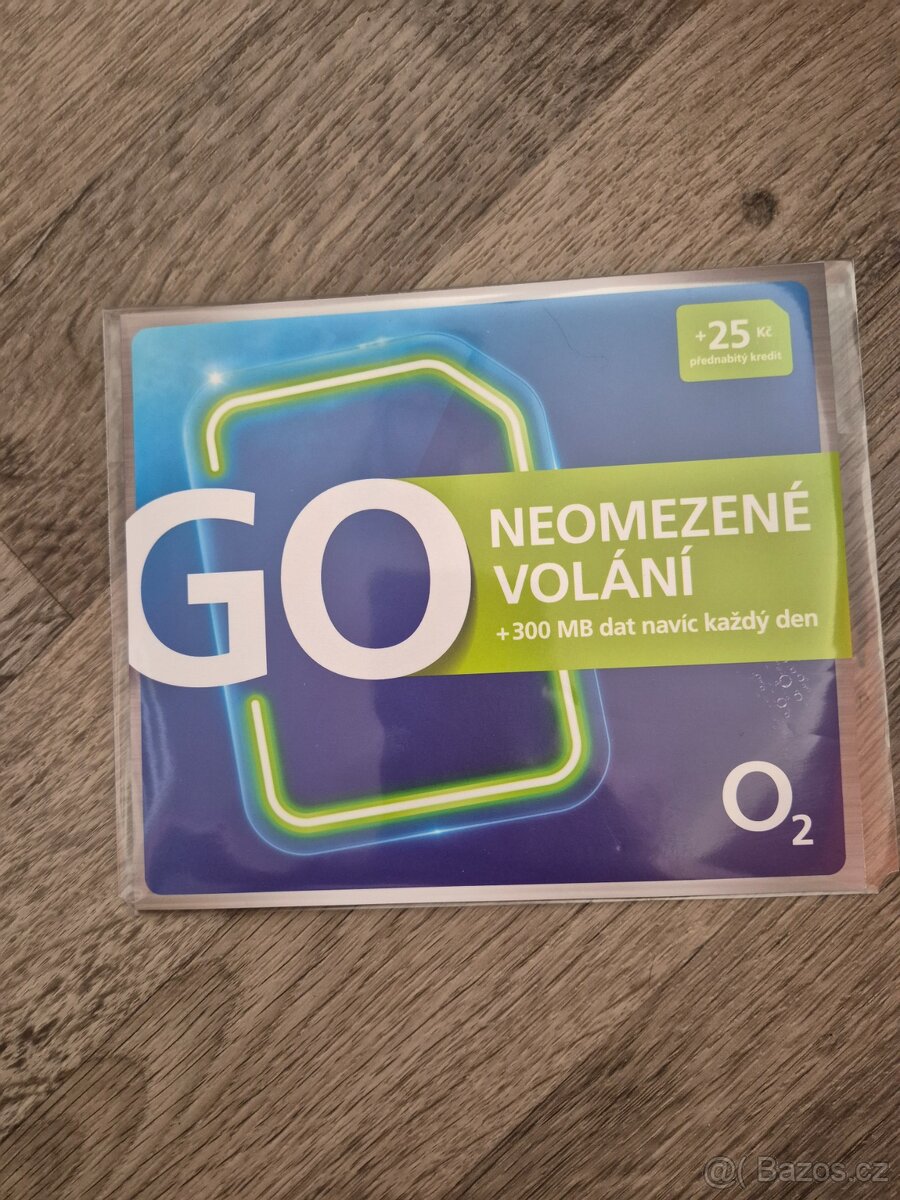 +25 Kč
přednabitý kredit
GO
NEOMEZENÉ
VOLÁNÍ
+300 MB dat navíc každý den
O2
@( Bazos.cz